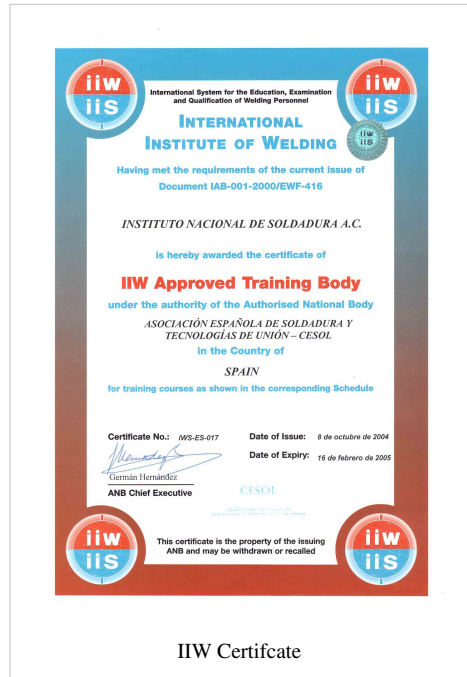 iiw
iis
iiw
iis
International System for the Education, Examination
and Qualification of Welding Personnel
INTERNATIONAL
INSTITUTE OF WELDING
iiw
iis
Having met the requirements of the current issue of
Document IAB-001-2000/EWF-416
INSTITUTO NACIONAL DE SOLDADURA A.C.
is hereby awarded the certificate of
IIW Approved Training Body
under the authority of the Authorised National Body
ASOCIACIÓN ESPAÑOLA DE SOLDADURA Y
TECNOLOGÍAS DE UNIÓN – CESOL
in the Country of
SPAIN
for training courses as shown in the corresponding Schedule
Certificate No.: IWS-ES-017
Date of Issue: 8 de octubre de 2004
Date of Expiry: 16 de febrero de 2005
Germán Hernández
ANB Chief Executive
CESOL
This certificate is the property of the issuing
ANB and may be withdrawn or recalled
iiw
iis
iiw
iis
IIW Certifcate